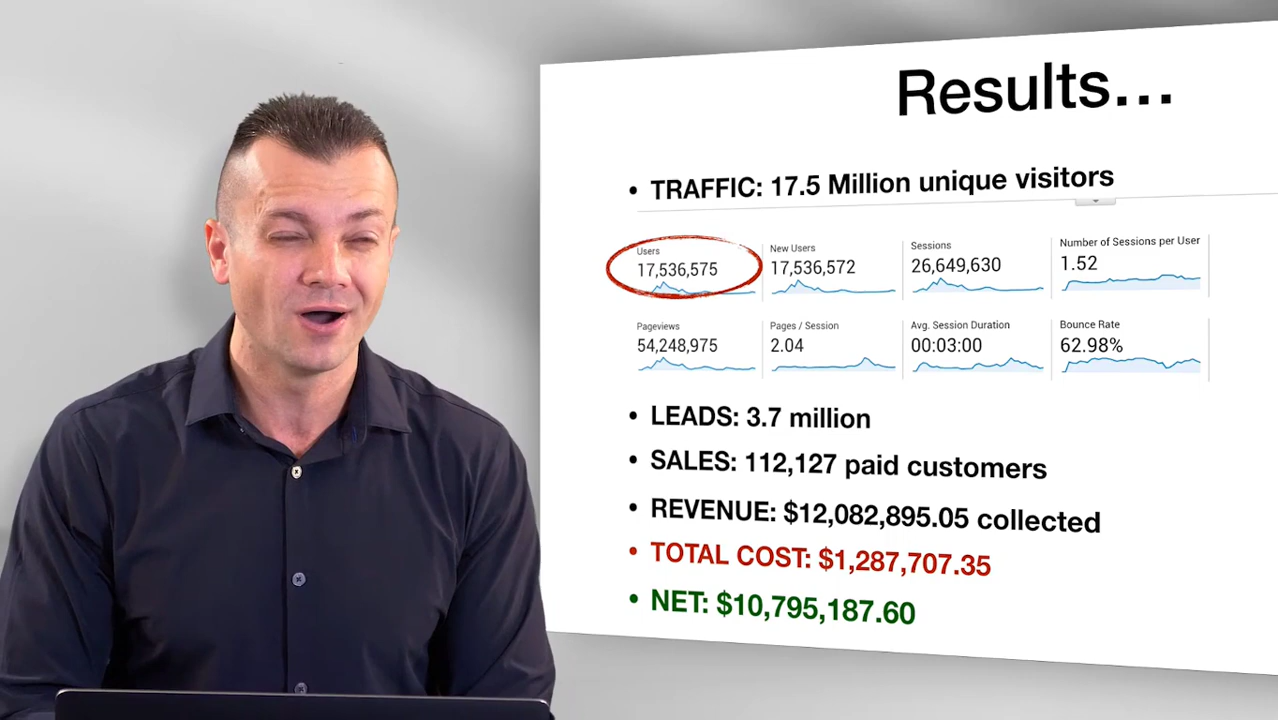 Results...
• TRAFFIC: 17.5 Million unique visitors
Users
17,536,575
New Users
17,536,572
Sessions
26,649,630
Number of Sessions per User
1.52
Pageviews
54,248,975
Pages / Session
2.04
Avg. Session Duration
00:03:00
Bounce Rate
62.98%
• LEADS: 3.7 million
• SALES: 112,127 paid customers
• REVENUE: $12,082,895.05 collected
• TOTAL COST: $1,287,707.35
• NET: $10,795,187.60